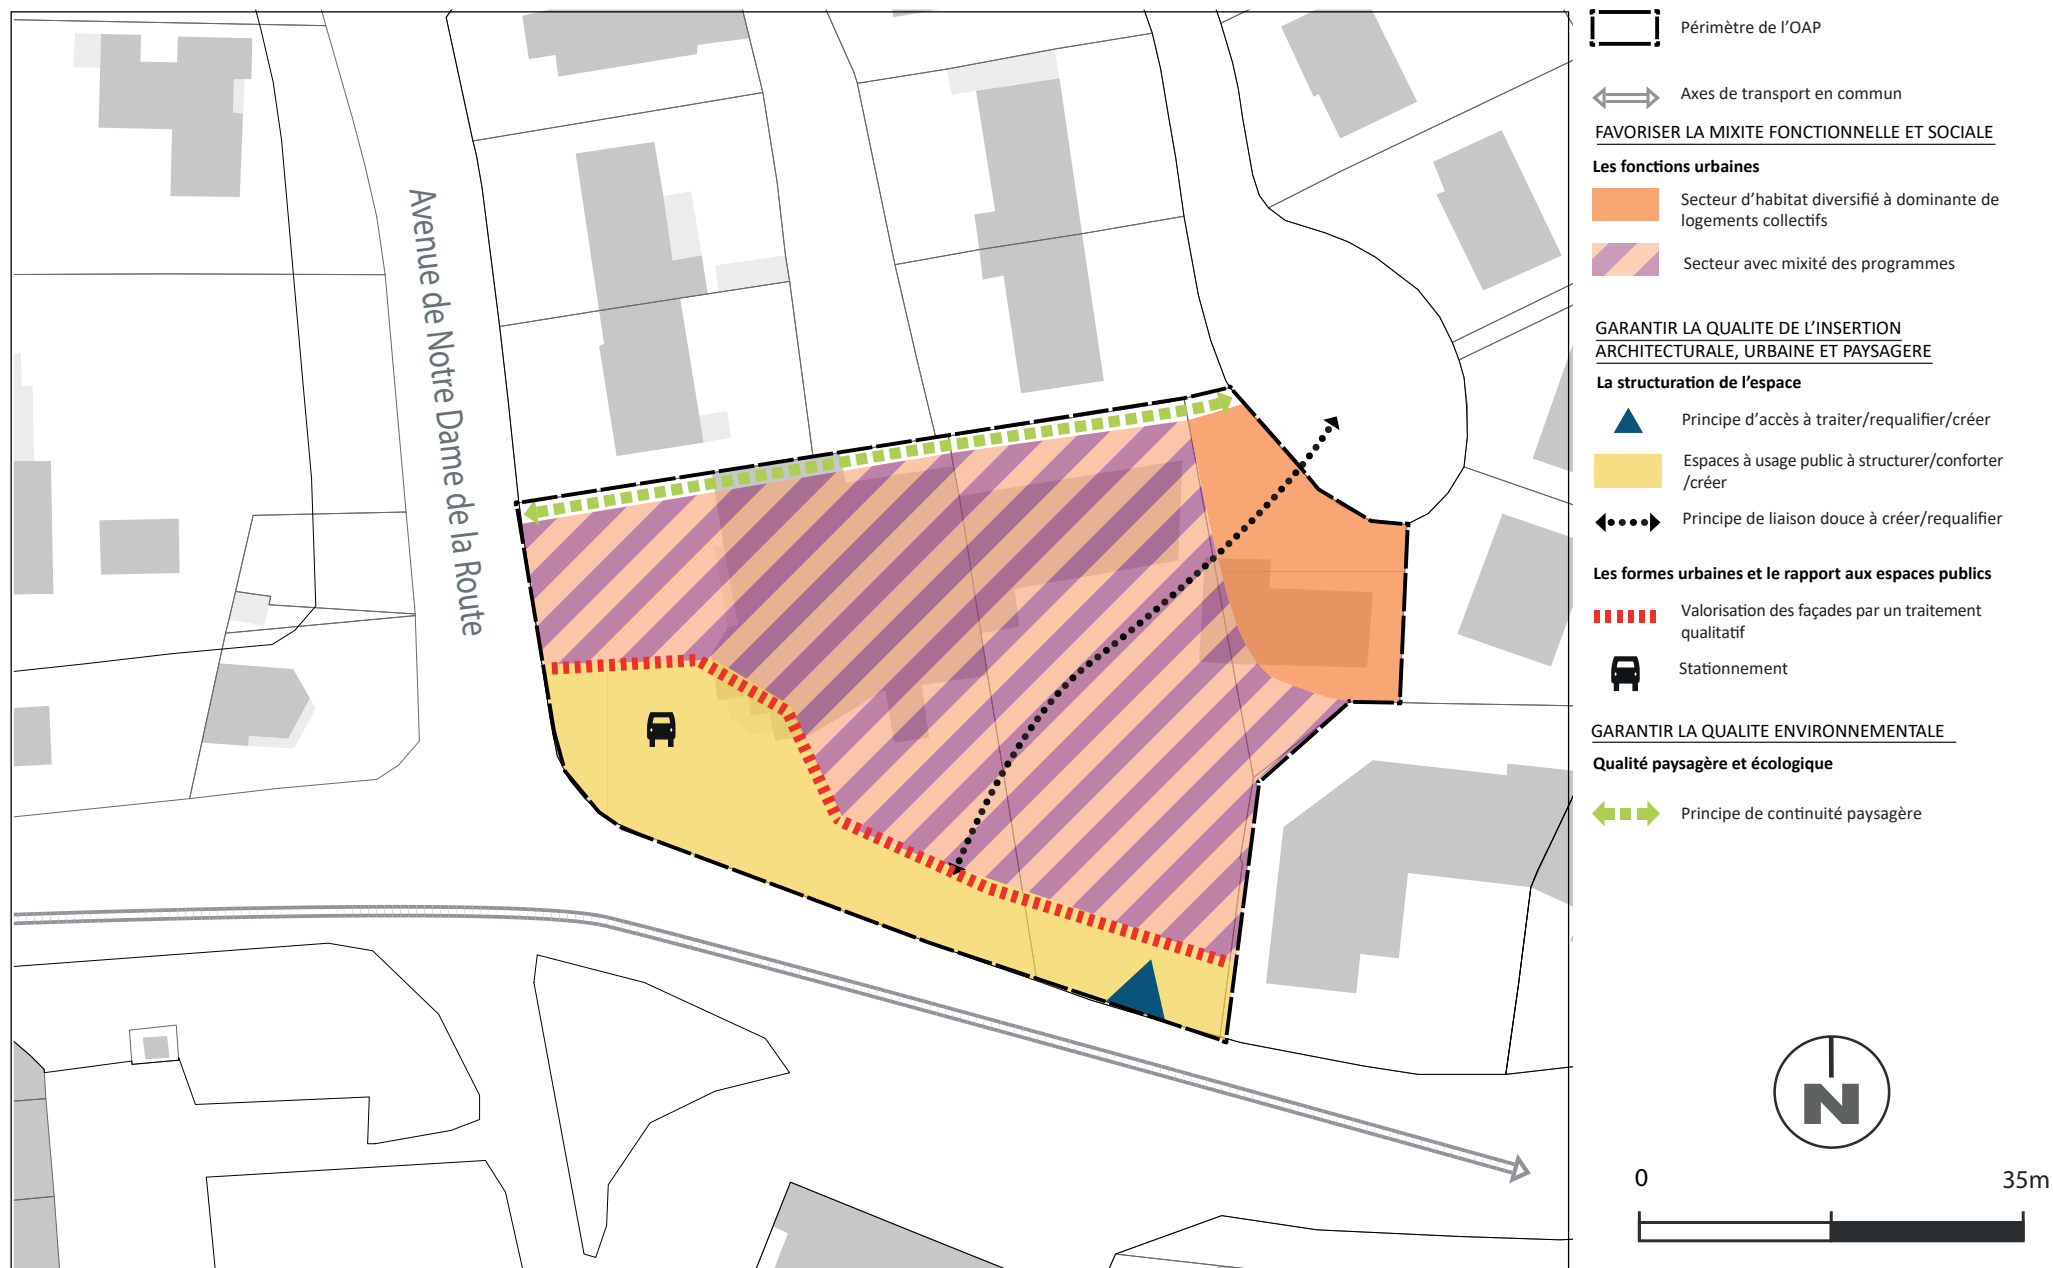 Avenue de Notre Dame de la Route
Périmètre de l’OAP
Axes de transport en commun
FAVORISER LA MIXITE FONCTIONNELLE ET SOCIALE
Les fonctions urbaines
Secteur d’habitat diversifié à dominante de
logements collectifs
Secteur avec mixité des programmes
GARANTIR LA QUALITE DE L’INSERTION
ARCHITECTURALE, URBAINE ET PAYSAGERE
La structuration de l’espace
Principe d’accès à traiter/requalifier/créer
Espaces à usage public à structurer/conforter
/créer
Principe de liaison douce à créer/requalifier
Les formes urbaines et le rapport aux espaces publics
Valorisation des façades par un traitement
qualitatif
Stationnement
GARANTIR LA QUALITE ENVIRONNEMENTALE
Qualité paysagère et écologique
Principe de continuité paysagère
N
0
35m